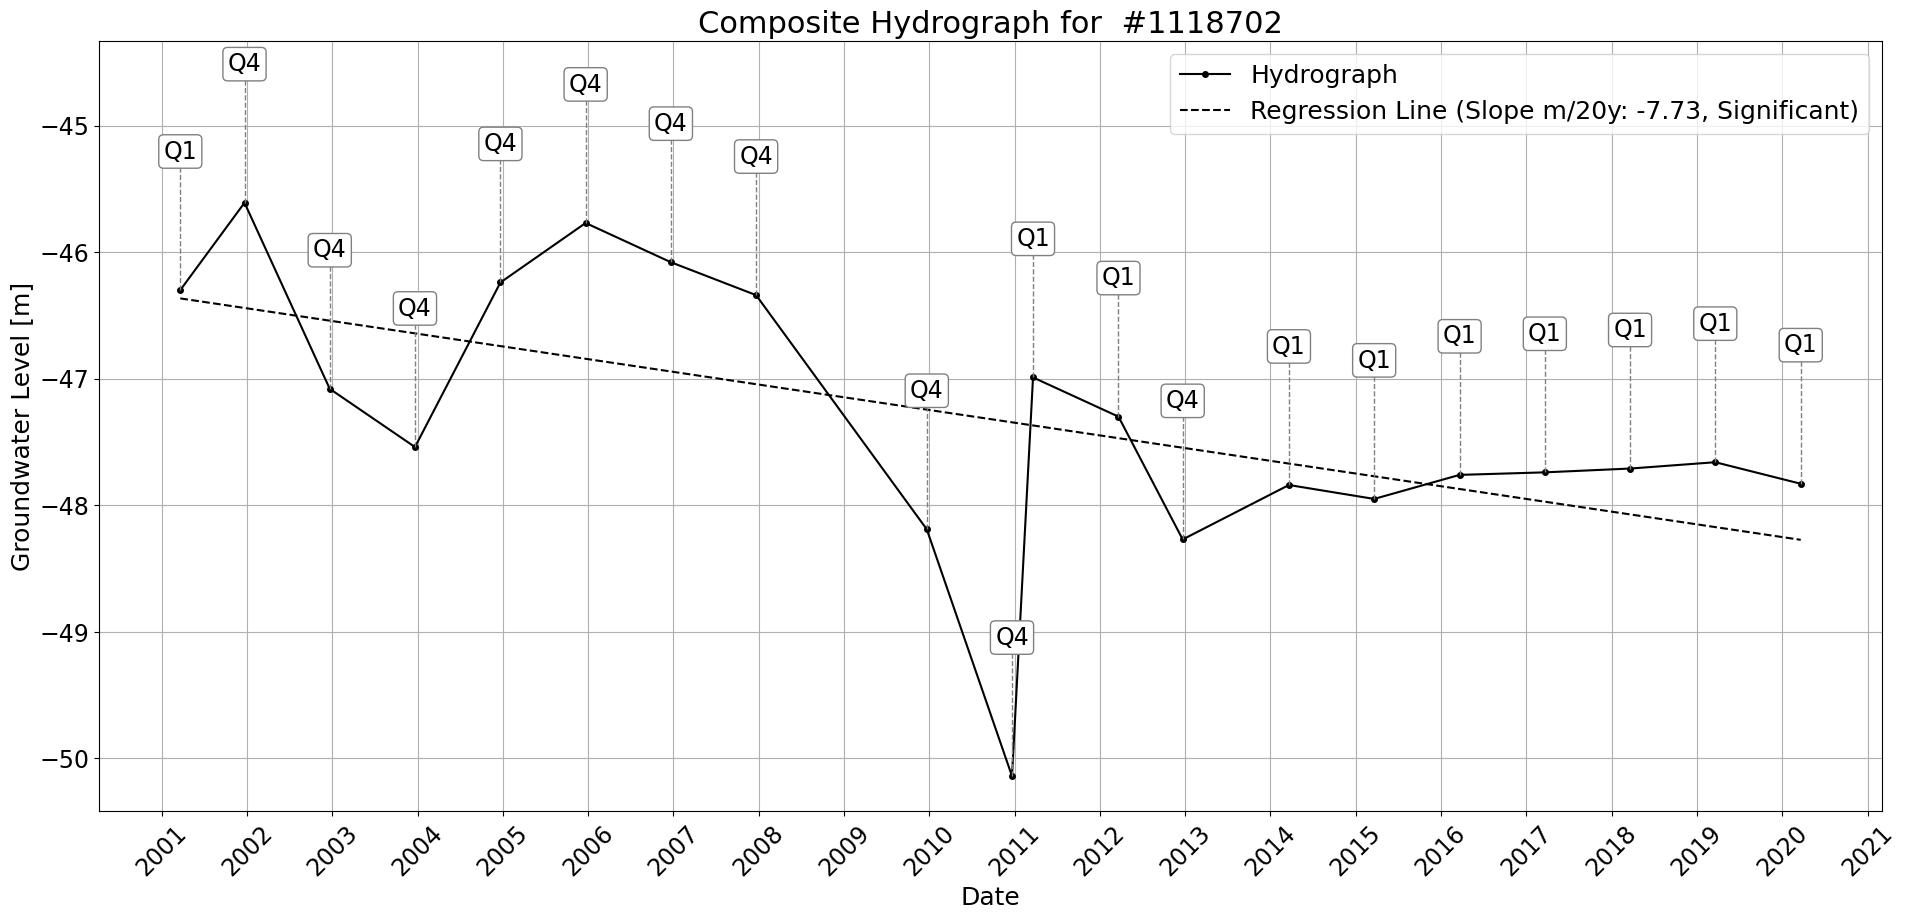 Composite Hydrograph for  #1118702
Hydrograph
Regression Line (Slope m/20y: -7.73, Significant)
Q1
Q4
Q4
Q4
Q4
Q4
Q4
Q4
Q4
Q4
Q1
Q1
Q4
Q1
Q1
Q1
Q1
Q1
Q1
Q1
Groundwater Level [m]
−45
−46
−47
−48
−49
−50
2001
2002
2003
2004
2005
2006
2007
2008
2009
2010
2011
2012
2013
2014
2015
2016
2017
2018
2019
2020
2021
Date